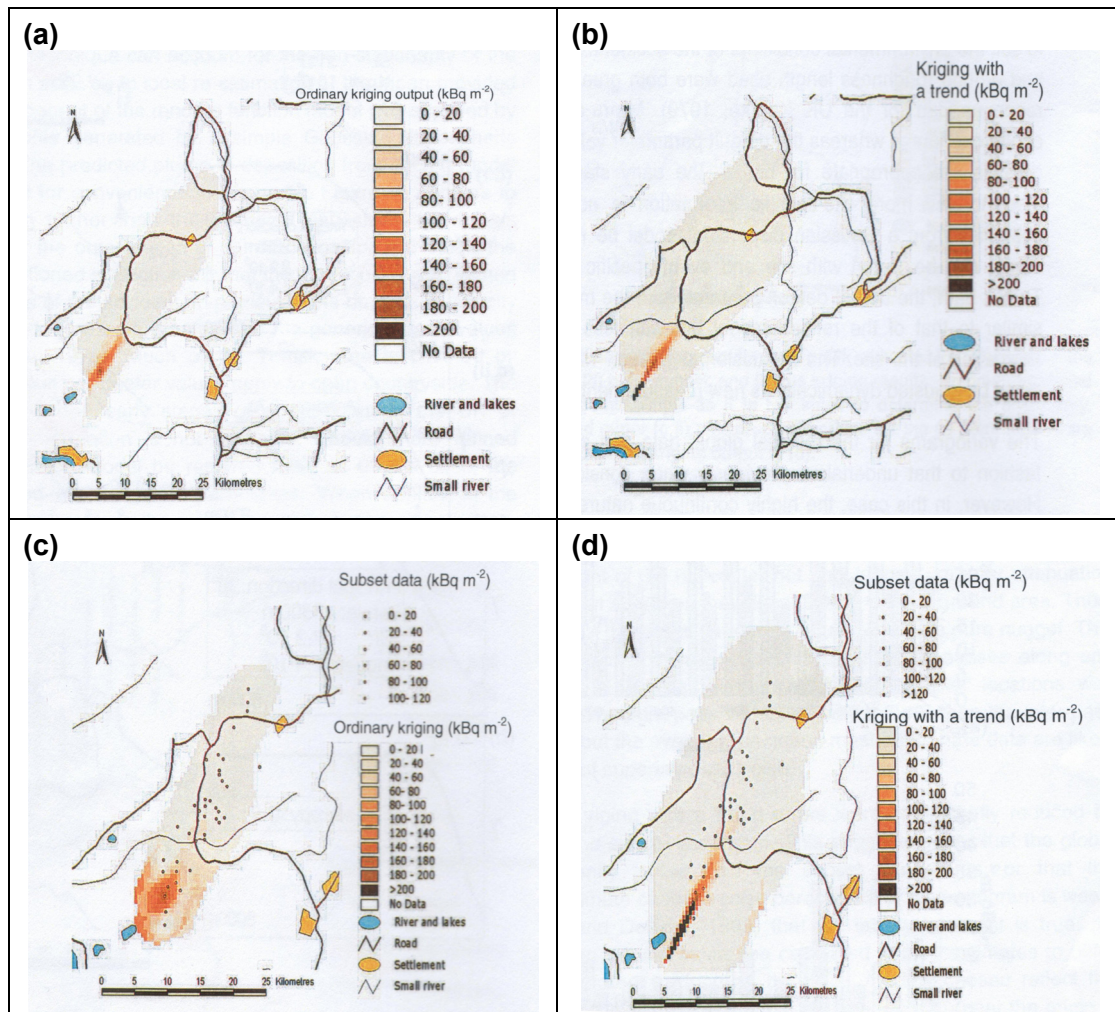 (a)
N
Ordinary kriging output (kBq m-2)
0 - 20
20 - 40
40 - 60
60 - 80
80 - 100
100 - 120
120 - 140
140 - 160
160 - 180
180 - 200
>200
No Data
River and lakes
Road
Settlement
Small river
0 5 10 15 20 25 Kilometres
(b)
N
Kriging with
a trend (kBq m-2)
0 - 20
20 - 40
40 - 60
60 - 80
80 - 100
100 - 120
120 - 140
140 - 160
160 - 180
180 - 200
>200
No Data
River and lakes
Road
Settlement
Small river
0 5 10 15 20 25 Kilometres
(c)
N
Subset data (kBq m-2)
0 - 20
20 - 40
40 - 60
60 - 80
80 - 100
100 - 120
Ordinary kriging (kBq m-2)
0 - 20
20 - 40
40 - 60
60 - 80
80 - 100
100 - 120
120 - 140
140 - 160
160 - 180
180 - 200
>200
No Data
River and lakes
Road
Settlement
Small river
0 5 10 15 20 25 Kilometres
(d)
N
Subset data (kBq m-2)
0 - 20
20 - 40
40 - 60
60 - 80
80 - 100
100 - 120
>120
Kriging with a trend (kBq m-2)
0 - 20
20 - 40
40 - 60
60 - 80
80 - 100
100 - 120
120 - 140
140 - 160
160 - 180
180 - 200
>200
No Data
River and lakes
Road
Settlement
Small river
0 5 10 15 20 25 Kilometres